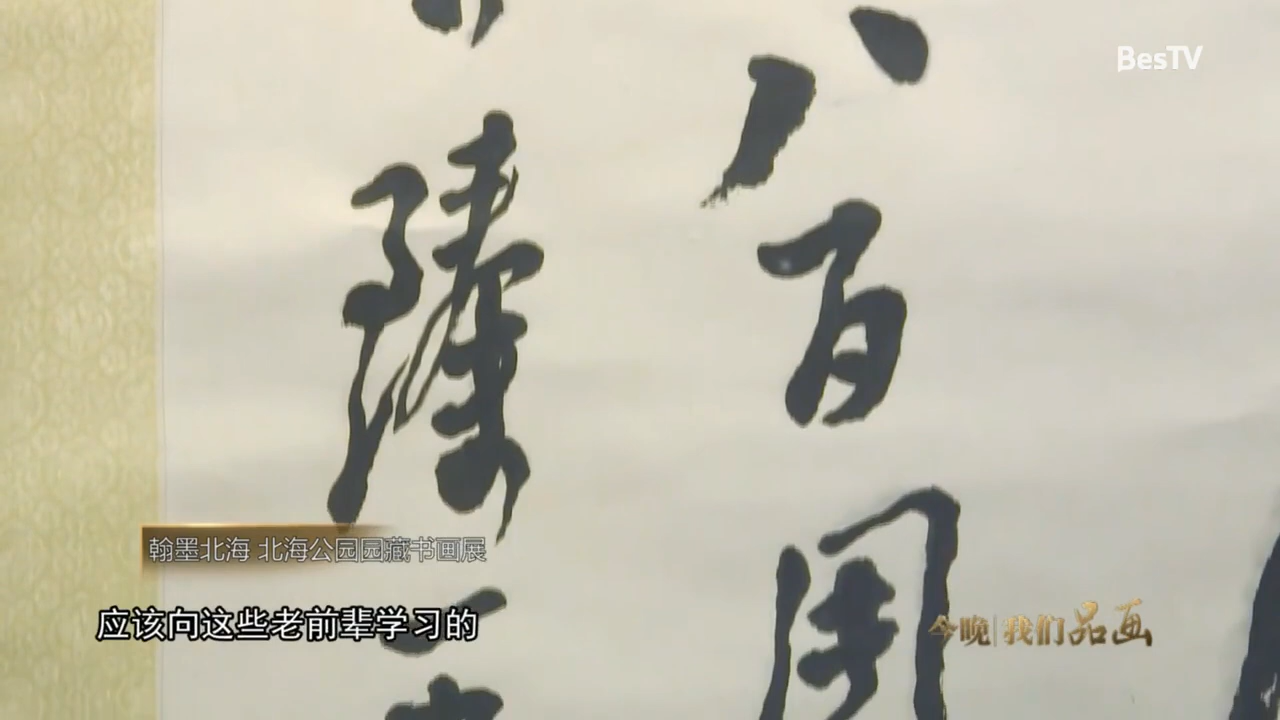 BesTV
八百周
臻
翰墨北海 北海公园园藏书画展
应该向这些老前辈学习的
今晚 我们品画